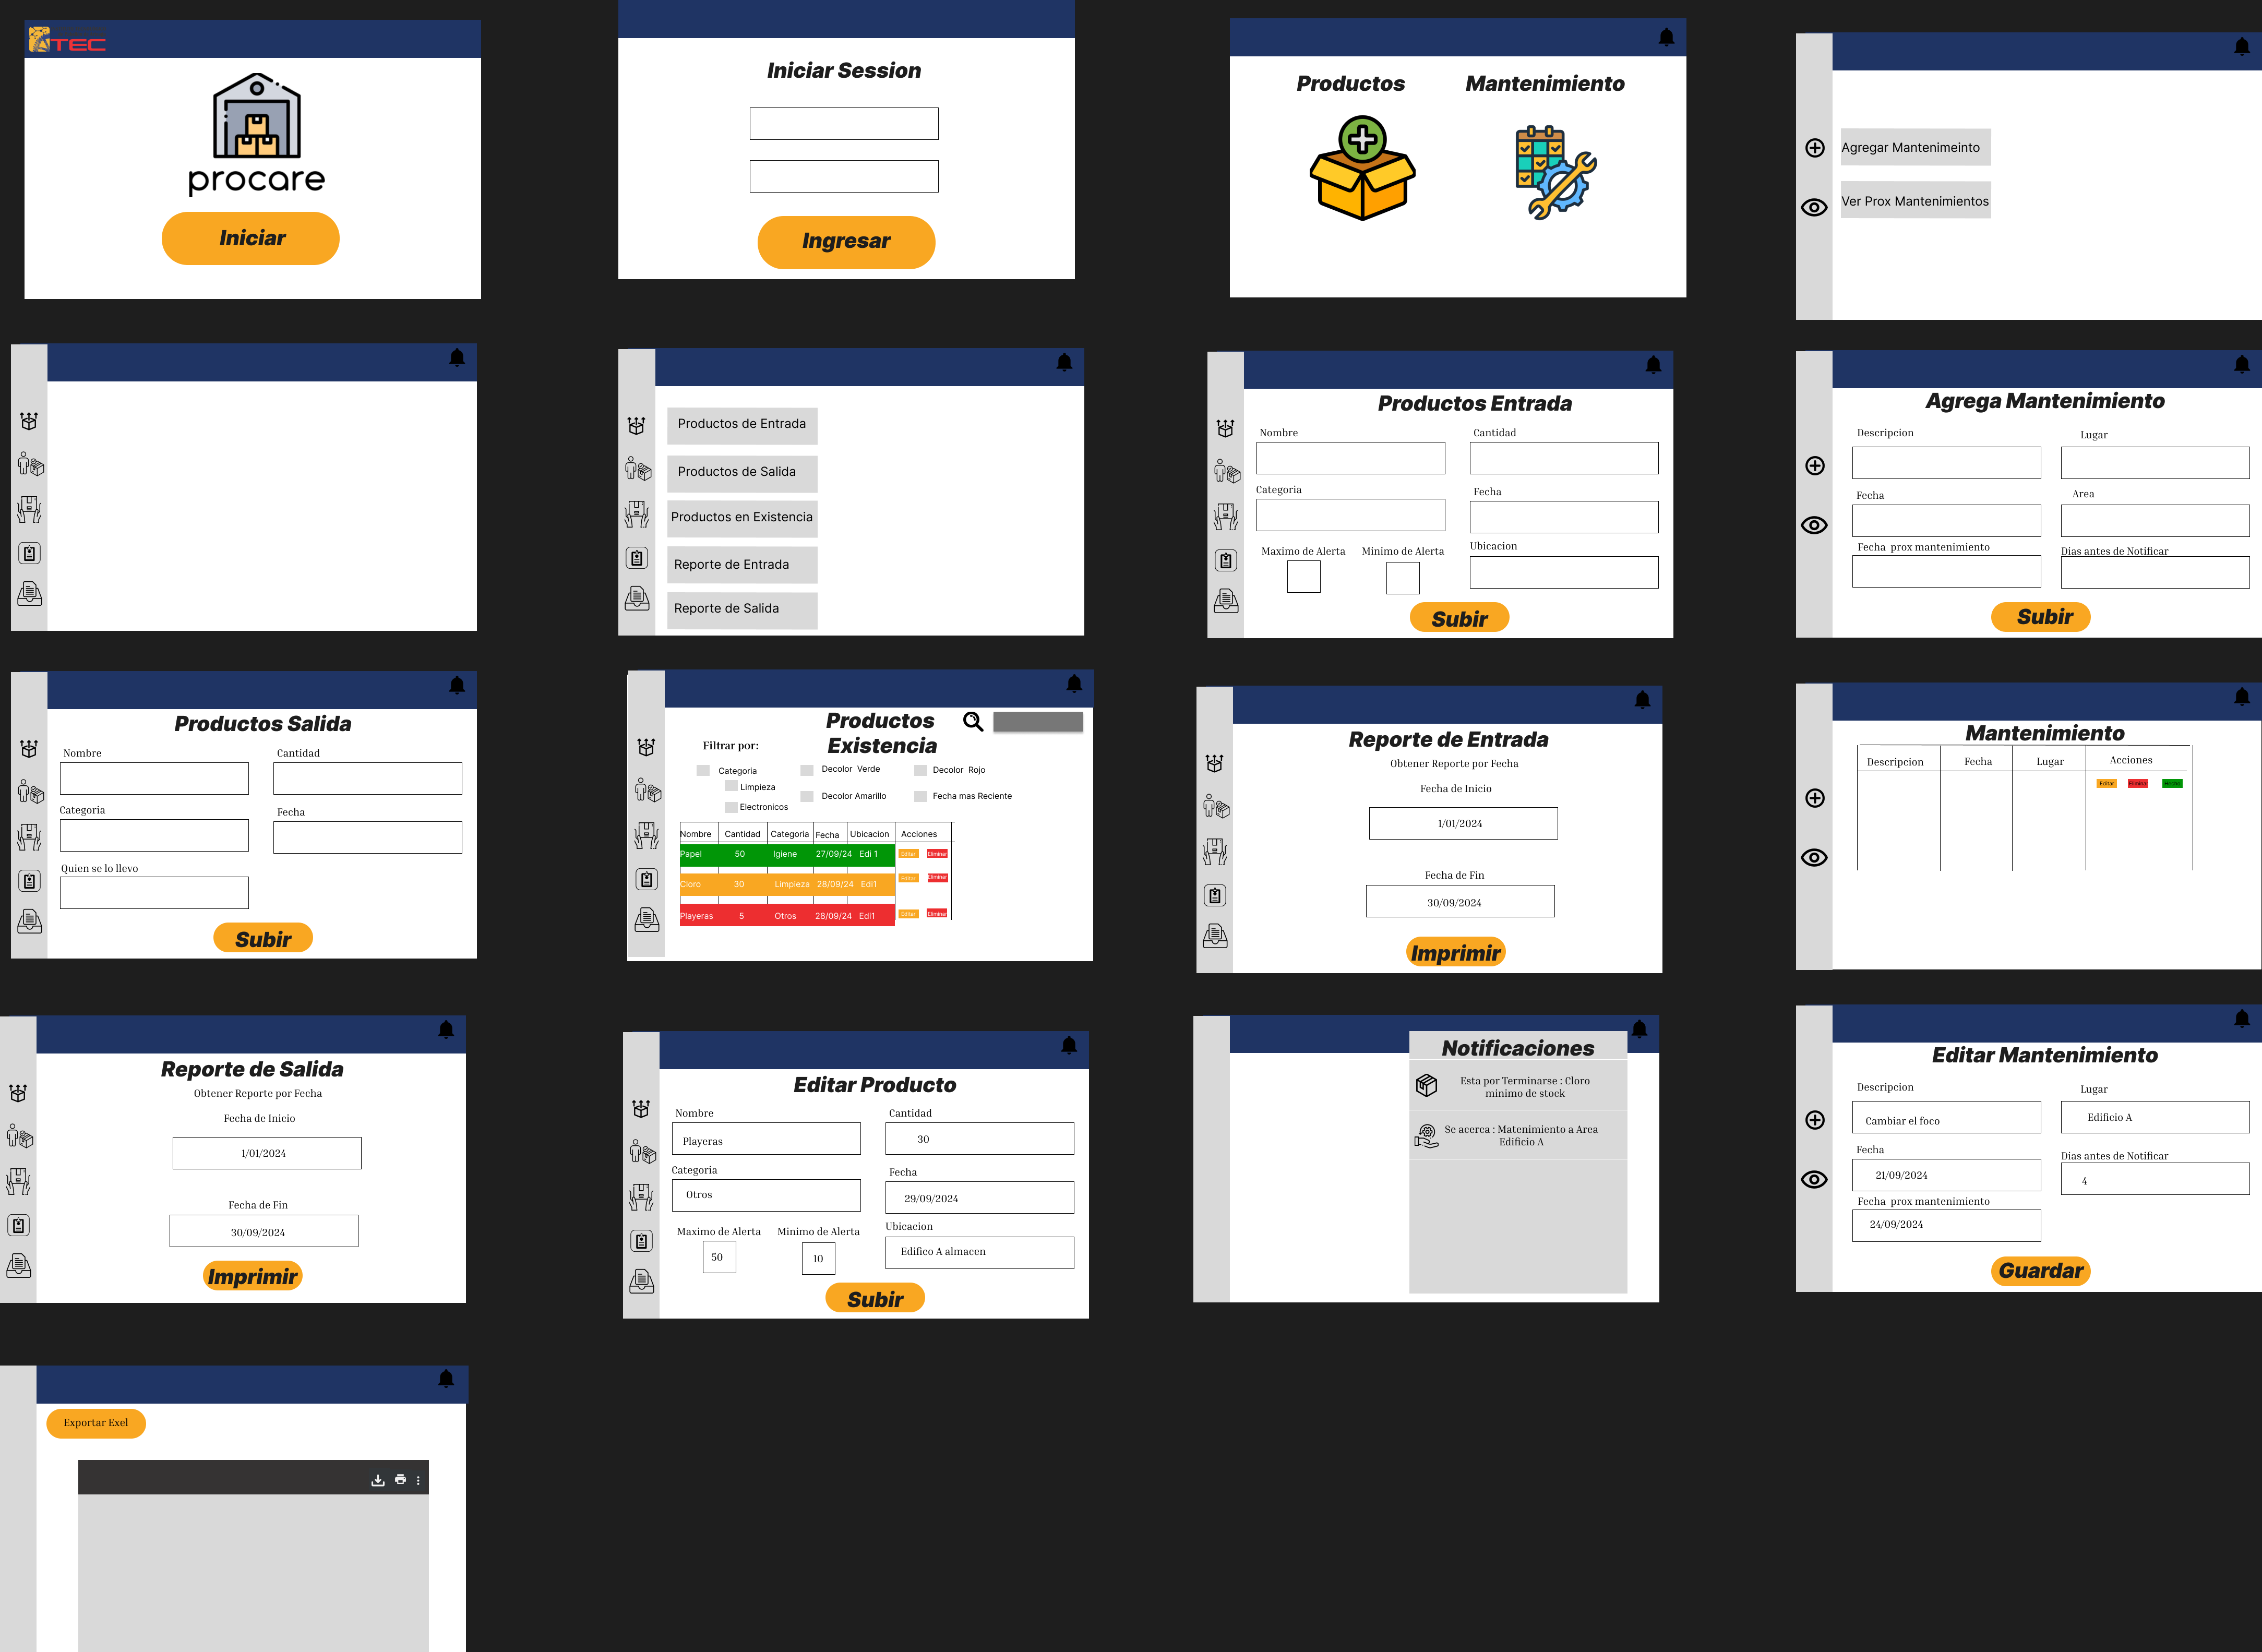 TEC
procare
Iniciar
Iniciar Session
Ingresar
Productos
Mantenimiento
Agregar Mantenimeinto
Ver Prox Mantenimientos
Productos de Entrada
Productos de Salida
Productos en Existencia
Reporte de Entrada
Reporte de Salida
Productos Entrada
Nombre
Cantidad
Categoria
Fecha
Maximo de Alerta
Minimo de Alerta
Ubicacion
Subir
Agrega Mantenimiento
Descripcion
Lugar
Fecha
Area
Fecha prox mantenimiento
Dias antes de Notificar
Subir
Productos Salida
Nombre
Cantidad
Categoria
Fecha
Quien se lo llevo
Subir
Productos
Existencia
Filtrar por:
Categoria
Decolor Verde
Decolor Rojo
Limpieza
Electronicos
Decolor Amarillo
Fecha mas Reciente
Nombre Cantidad Categoria Fecha Ubicacion Acciones
Papel 50 Igiene 27/09/24 Edi 1 Editar Eliminar
Cloro 30 Limpieza 28/09/24 Edi1 Editar Eliminar
Playeras 5 Otros 28/09/24 Edi1 Editar Eliminar
Reporte de Entrada
Obtener Reporte por Fecha
Fecha de Inicio
1/01/2024
Fecha de Fin
30/09/2024
Imprimir
Mantenimiento
Descripcion Fecha Lugar Acciones
Editar Eliminar
Reporte de Salida
Obtener Reporte por Fecha
Fecha de Inicio
1/01/2024
Fecha de Fin
30/09/2024
Imprimir
Editar Producto
Nombre
Cantidad
Playeras
30
Categoria
Fecha
Otros
29/09/2024
Maximo de Alerta
Minimo de Alerta
Ubicacion
50
10
Edifico A almacen
Subir
Notificaciones
Esta por Terminarse : Cloro
minimo de stock
Se acerca : Matenimiento a Area
Edificio A
Editar Mantenimiento
Descripcion
Lugar
Cambiar el foco
Edificio A
Fecha
Dias antes de Notificar
21/09/2024
4
Fecha prox mantenimiento
24/09/2024
Guardar
Exportar Exel